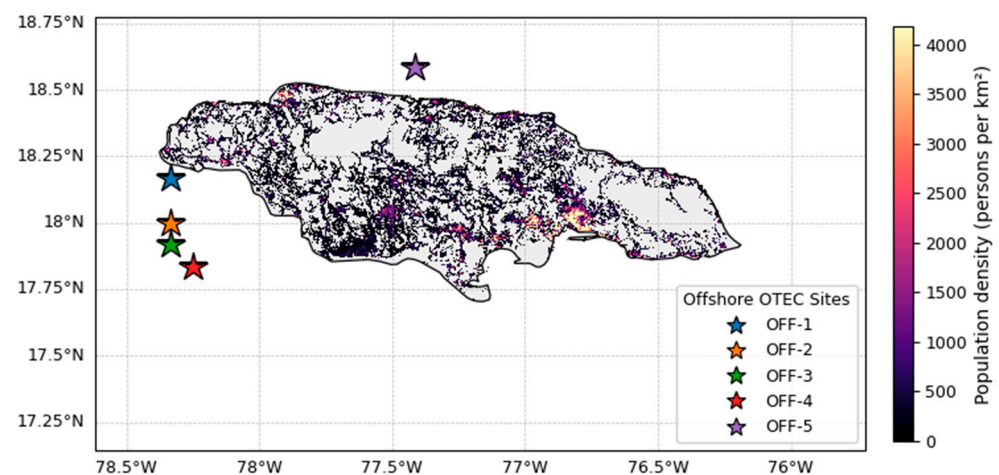 18.75°N
18.5°N
18.25°N
18°N
17.75°N
17.5°N
17.25°N
78.5°W 78°W 77.5°W 77°W 76.5°W 76°W
Offshore OTEC Sites
OFF-1
OFF-2
OFF-3
OFF-4
OFF-5
4000
3500
3000
2500
2000
1500
1000
500
0
Population density (persons per km²)